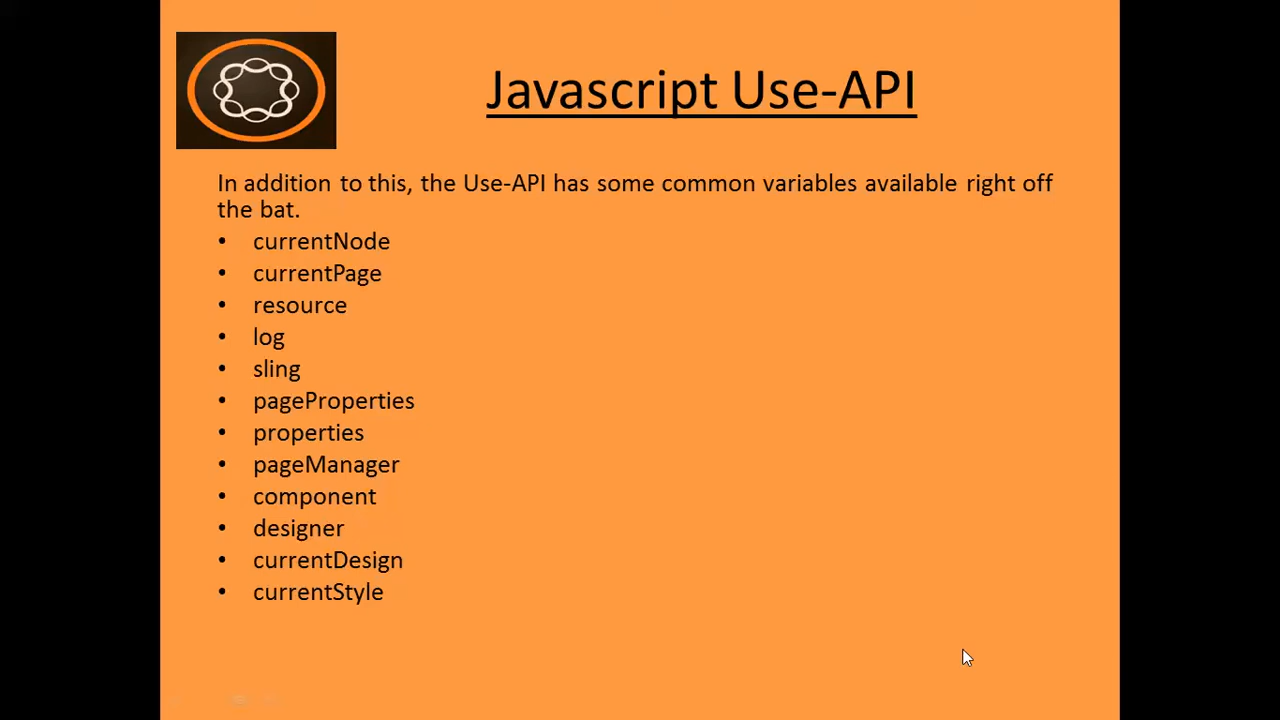 Javascript Use-API
In addition to this, the Use-API has some common variables available right off
the bat.
• currentNode
• currentPage
• resource
• log
• sling
• pageProperties
• properties
• pageManager
• component
• designer
• currentDesign
• currentStyle